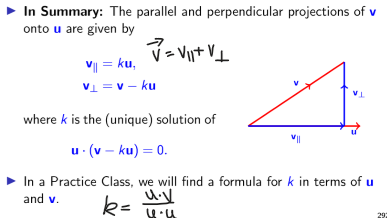 ▶ In Summary: The parallel and perpendicular projections of v
onto u are given by
v⃗ = v∥ + v⊥
v∥ = ku,
v⊥ = v − ku
v
v⊥
u
v∥
where k is the (unique) solution of
u · (v − ku) = 0.
▶ In a Practice Class, we will find a formula for k in terms of u
and v.
k = u·v / u·u